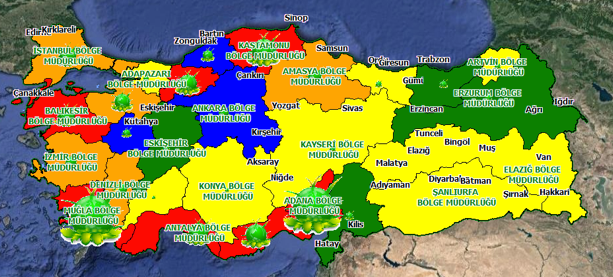 Sinop
Edirne
Kırklareli
Bartın
Zonguldak
İSTANBUL BÖLGE
MÜDÜRLÜĞÜ
KASTAMONU
BÖLGE MÜDÜRLÜĞÜ
Samsun
Ordu
Giresun
Trabzon
ARTVİN BÖLGE
MÜDÜRLÜĞÜ
ADAPAZARI
BÖLGE MÜDÜRLÜĞÜ
Çankırı
AMASYA BÖLGE
MÜDÜRLÜĞÜ
Gümü
ERZURUM BÖLGE
MÜDÜRLÜĞÜ
Çanakkale
BALIKESİR
BÖLGE
MÜDÜRLÜĞÜ
Eskişehir
Kütahya
ANKARA BÖLGE
MÜDÜRLÜĞÜ
Yozgat
Sivas
Erzincan
Ağrı
Iğdır
Kırşehir
ESKİŞEHİR
BÖLGE MÜDÜRLÜĞÜ
KAYSERİ BÖLGE
MÜDÜRLÜĞÜ
Tunceli
Bingöl
Elazığ
Muş
Van
İZMİR BÖLGE
MÜDÜRLÜĞÜ
Aksaray
Malatya
ELAZIĞ BÖLGE
MÜDÜRLÜĞÜ
DENİZLİ BÖLGE
MÜDÜRLÜĞÜ
KONYA BÖLGE
MÜDÜRLÜĞÜ
Niğde
Adıyaman
Diyarba
Batman
ŞANLIURFA
BÖLGE MÜDÜRLÜĞÜ
Şırnak
Hakkari
MUĞLA BÖLGE
MÜDÜRLÜĞÜ
ADANA BÖLGE
MÜDÜRLÜĞÜ
ANTALYA BÖLGE
MÜDÜRLÜĞÜ
Kilis
Hatay